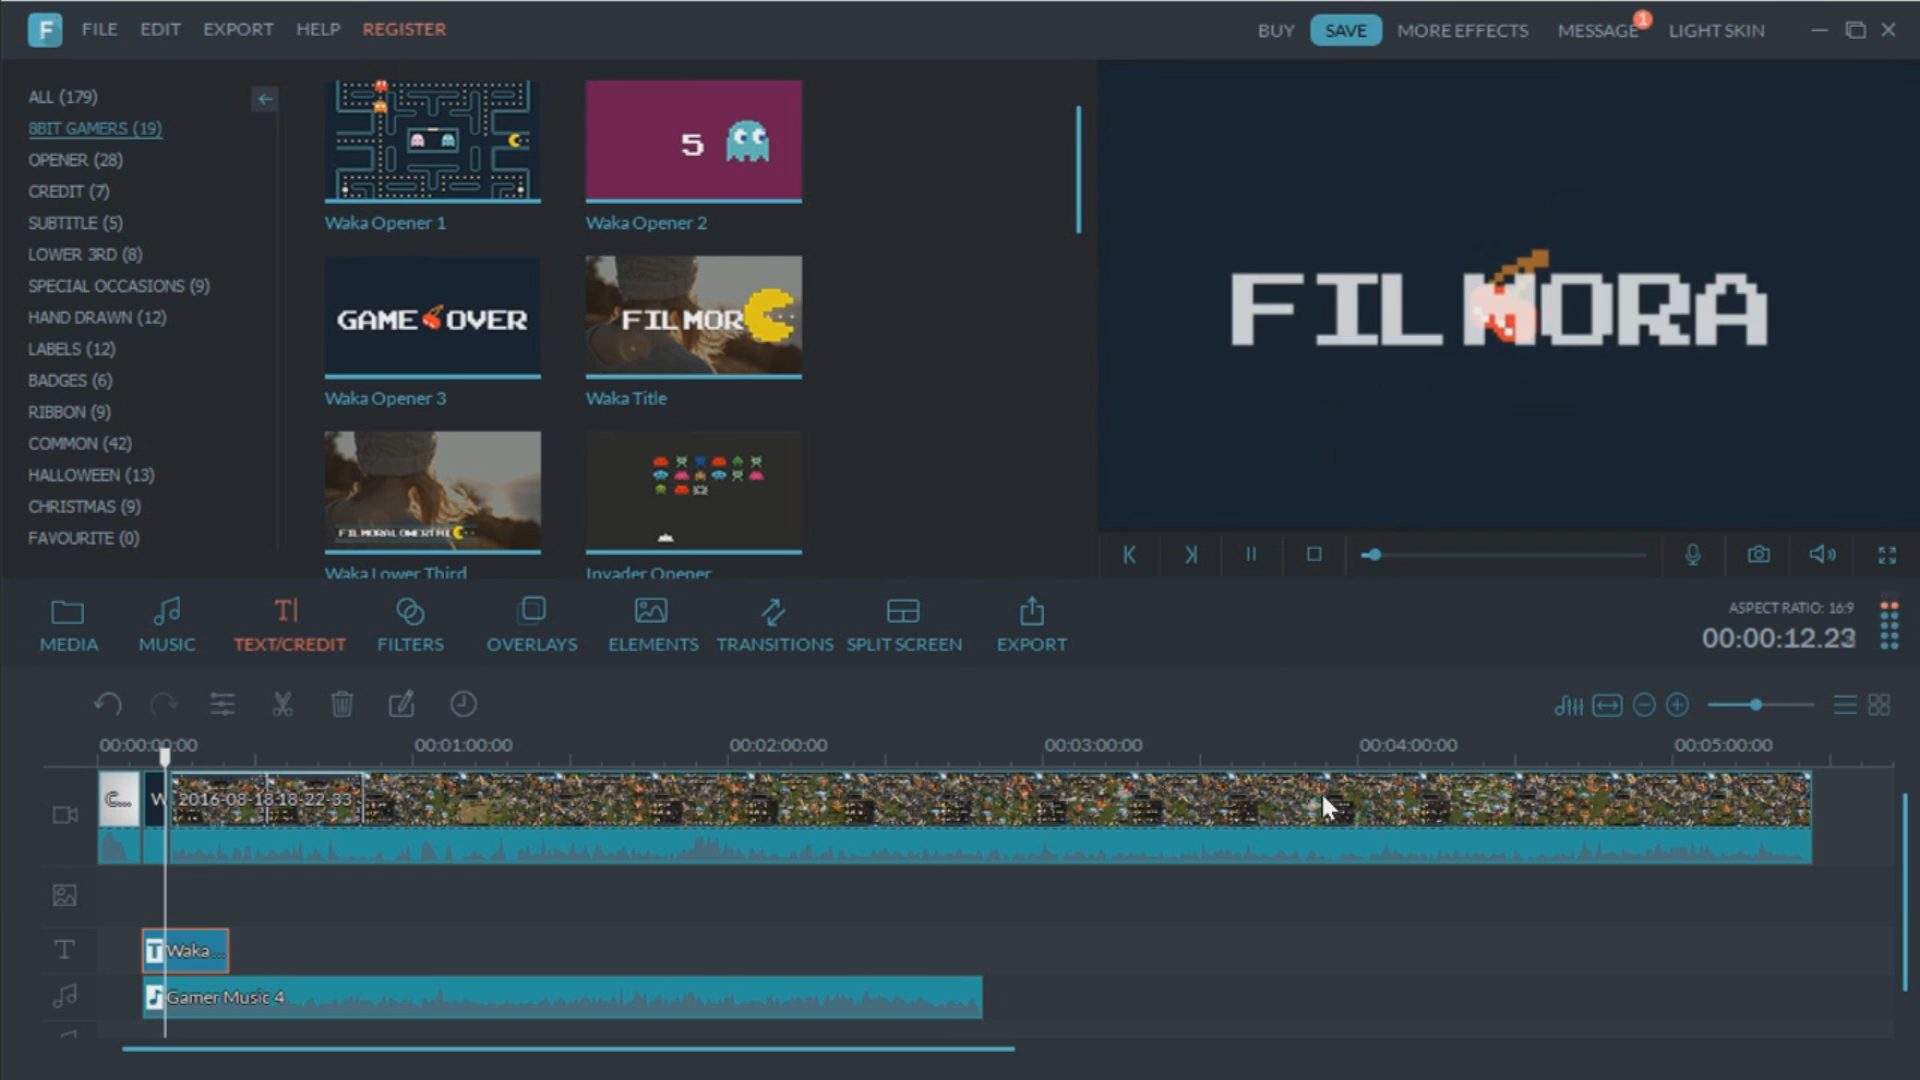 F FILE EDIT EXPORT HELP REGISTER BUY SAVE MORE EFFECTS MESSAGE 1 LIGHT SKIN
ALL (179)
8BIT GAMERS (19)
OPENER (28)
CREDIT (7)
SUBTITLE (5)
LOWER 3RD (8)
SPECIAL OCCASIONS (9)
HAND DRAWN (12)
LABELS (12)
BADGES (6)
RIBBON (9)
COMMON (42)
HALLOWEEN (13)
CHRISTMAS (9)
FAVOURITE (0)
5
Waka Opener 1
Waka Opener 2
GAME OVER
FILMOR
Waka Opener 3
Waka Title
Waka Lower Third
Invader Opener
FILMORA
MEDIA
MUSIC
TEXT/CREDIT
FILTERS
OVERLAYS
ELEMENTS
TRANSITIONS
SPLIT SCREEN
EXPORT
ASPECT RATIO: 16:9
00:00:12.23
00:00:00:00 00:01:00:00 00:02:00:00 00:03:00:00 00:04:00:00 00:05:00:00
C... W 2016-08-18 18-22-33
T Waka ...
Gamer Music 4